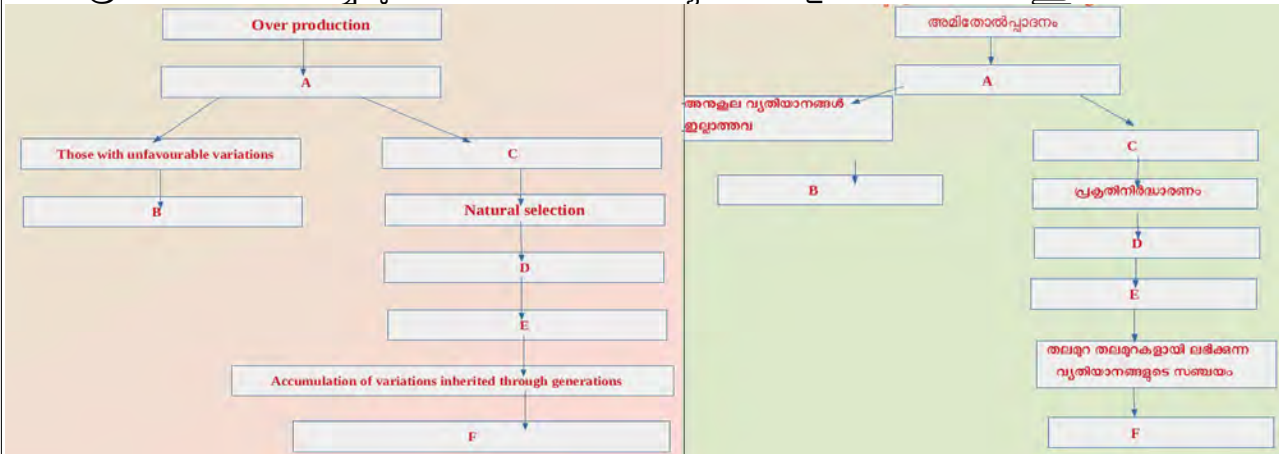 Over production
A
Those with unfavourable variations
C
B
Natural selection
D
E
Accumulation of variations inherited through generations
F
അമിതോൽപ്പാദനം
A
അനുകൂല വ്യതിയാനങ്ങൾ
ഇല്ലാത്തവ
C
B
പ്രകൃതിനിർദ്ധാരണം
D
E
തലമുറ തലമുറകളായി ലഭിക്കുന്ന
വ്യതിയാനങ്ങളുടെ സഞ്ചയം
F